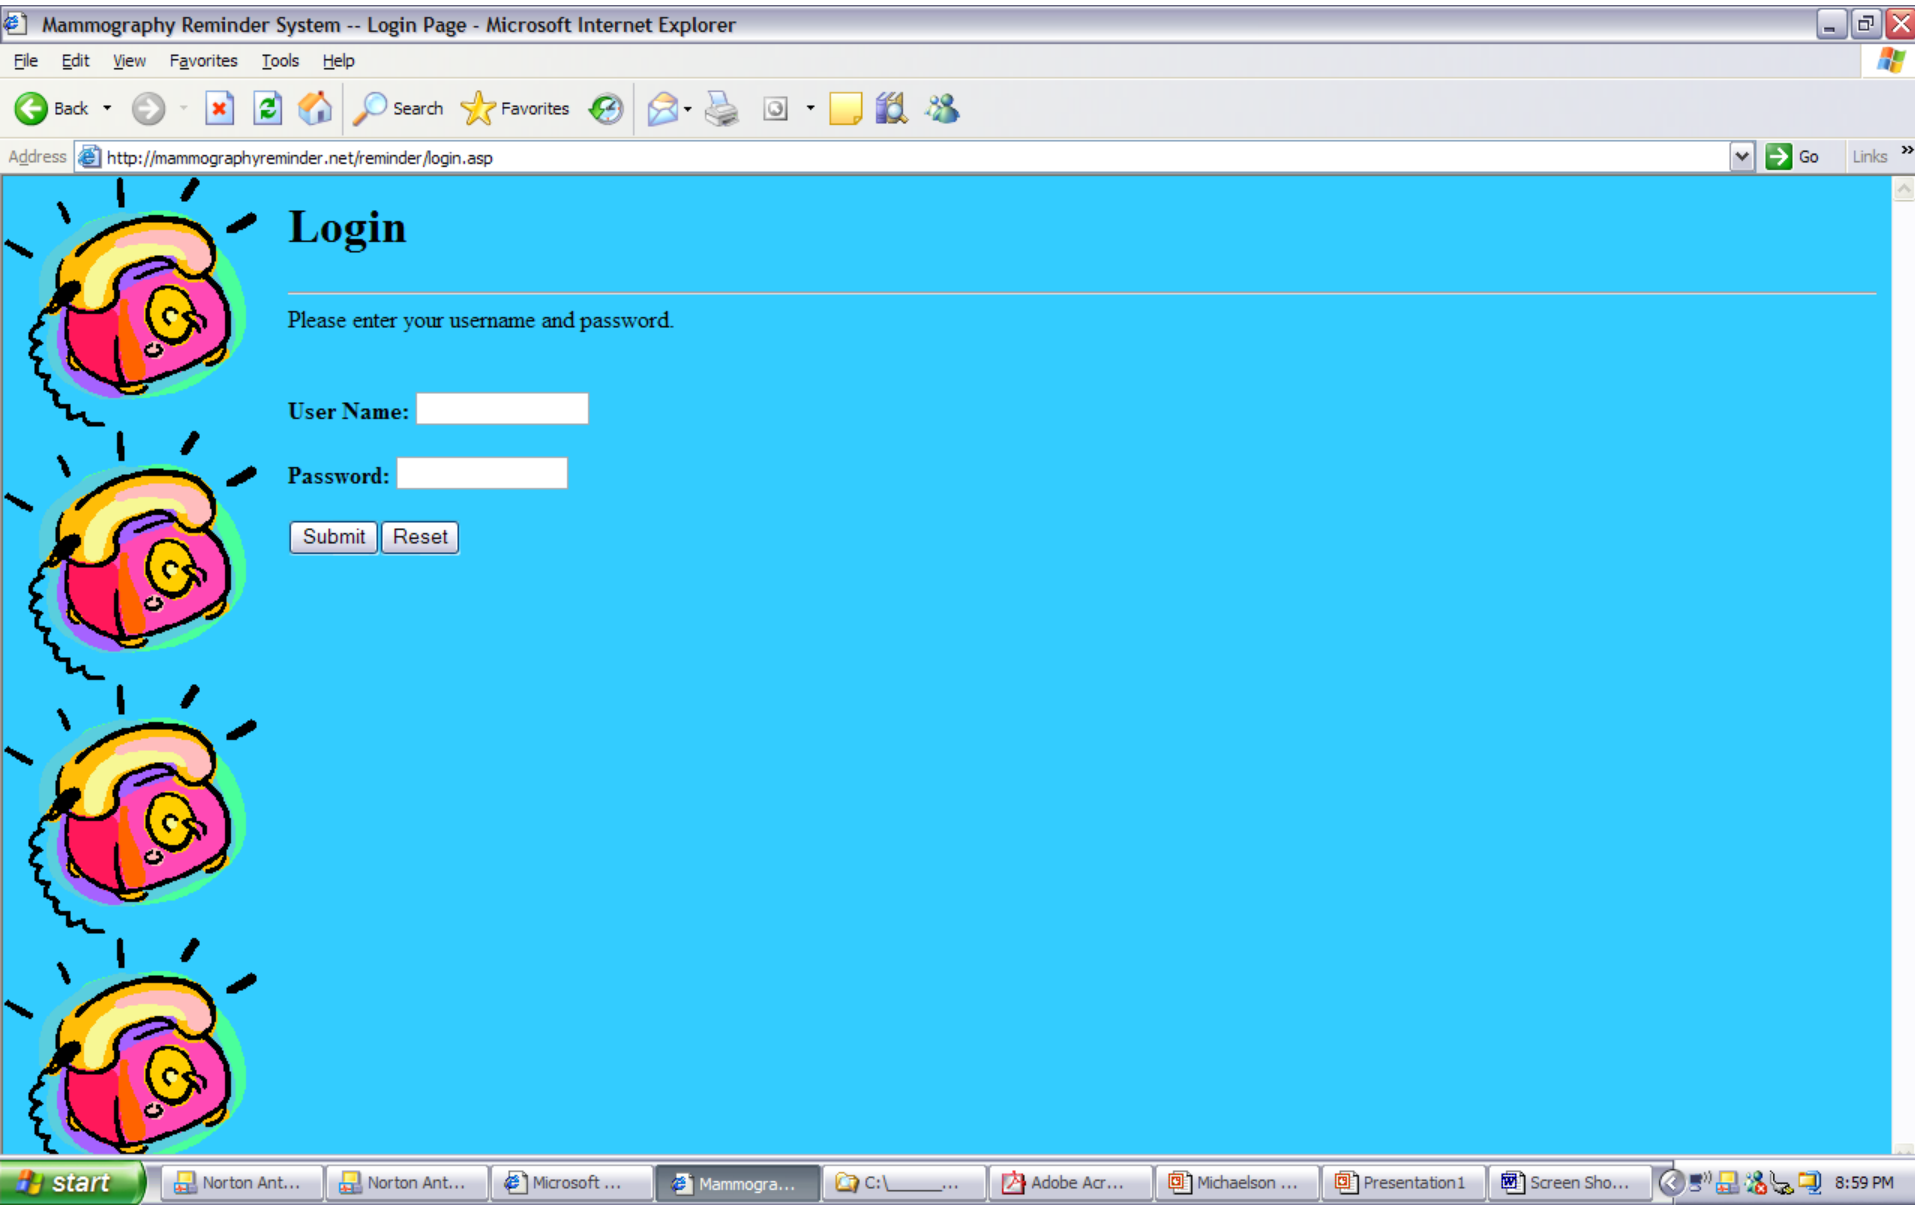 Mammography Reminder System -- Login Page - Microsoft Internet Explorer
File Edit View Favorites Tools Help
Back Search Favorites
Address http://mammographyreminder.net/reminder/login.asp Go Links »
Login
Please enter your username and password.
User Name:
Password:
Submit Reset
start Norton Ant... Norton Ant... Microsoft ... Mammogra... C:\_____... Adobe Acr... Michaelson ... Presentation1 Screen Sho... 8:59 PM